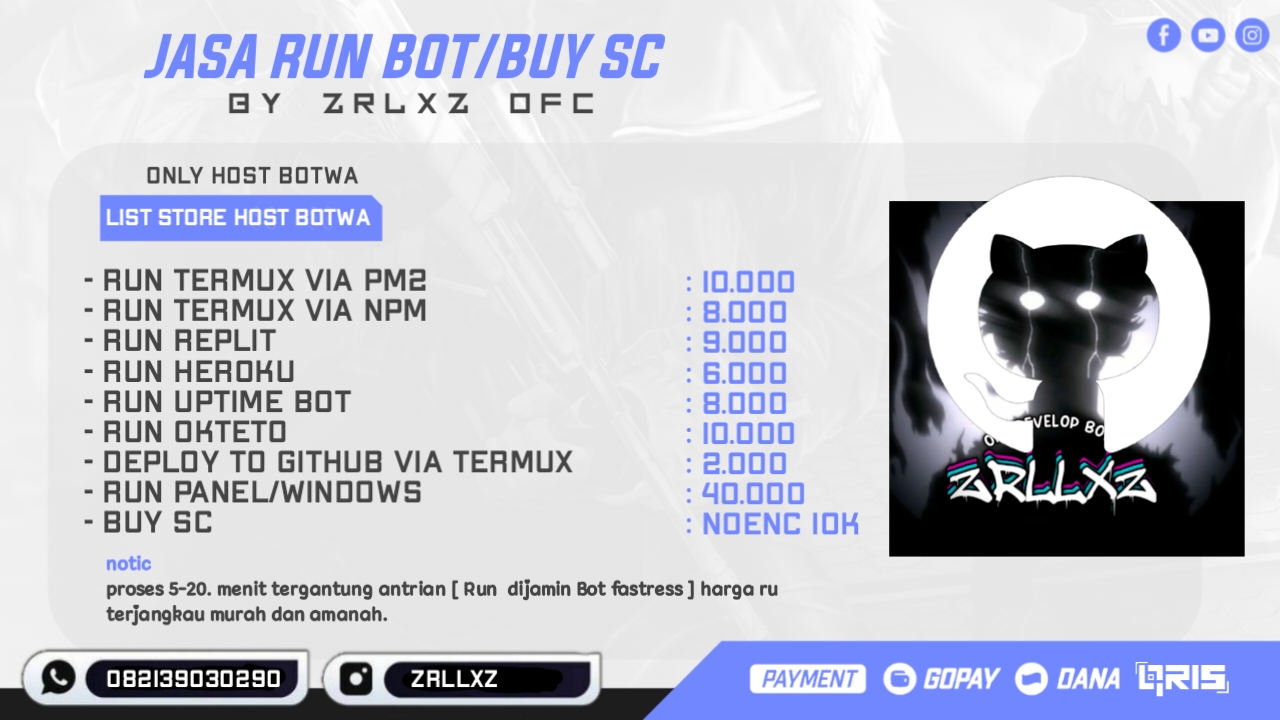 JASA RUN BOT/BUY SC
BY ZRLXZ OFC
ONLY HOST BOTWA
LIST STORE HOST BOTWA
- RUN TERMUX VIA PM2 : 10.000
- RUN TERMUX VIA NPM : 8.000
- RUN REPLIT : 9.000
- RUN HEROKU : 6.000
- RUN UPTIME BOT : 8.000
- RUN OKTETO : 10.000
- DEPLOY TO GITHUB VIA TERMUX : 2.000
- RUN PANEL/WINDOWS : 40.000
- BUY SC : NOENC 10K
ZRLLXZ
notic
proses 5-20. menit tergantung antrian [ Run dijamin Bot fastress ] harga ru
terjangkau murah dan amanah.
082139030290
ZRLLXZ
PAYMENT GOPAY DANA QRIS